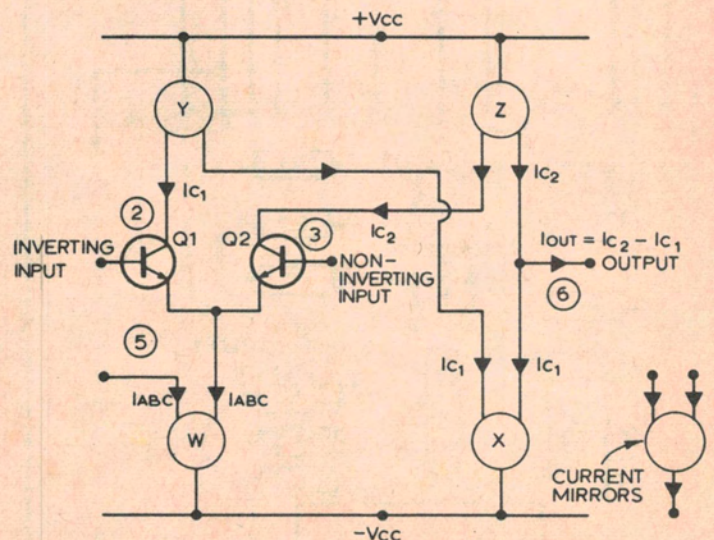 +Vcc
Y
Z
Ic1
Ic2
2
Q1
Q2
3
Ic2
INVERTING
INPUT
NON-
INVERTING
INPUT
IOUT = Ic2 - Ic1
OUTPUT
6
5
IABC
IABC
Ic1
Ic1
W
X
CURRENT
MIRRORS
-Vcc